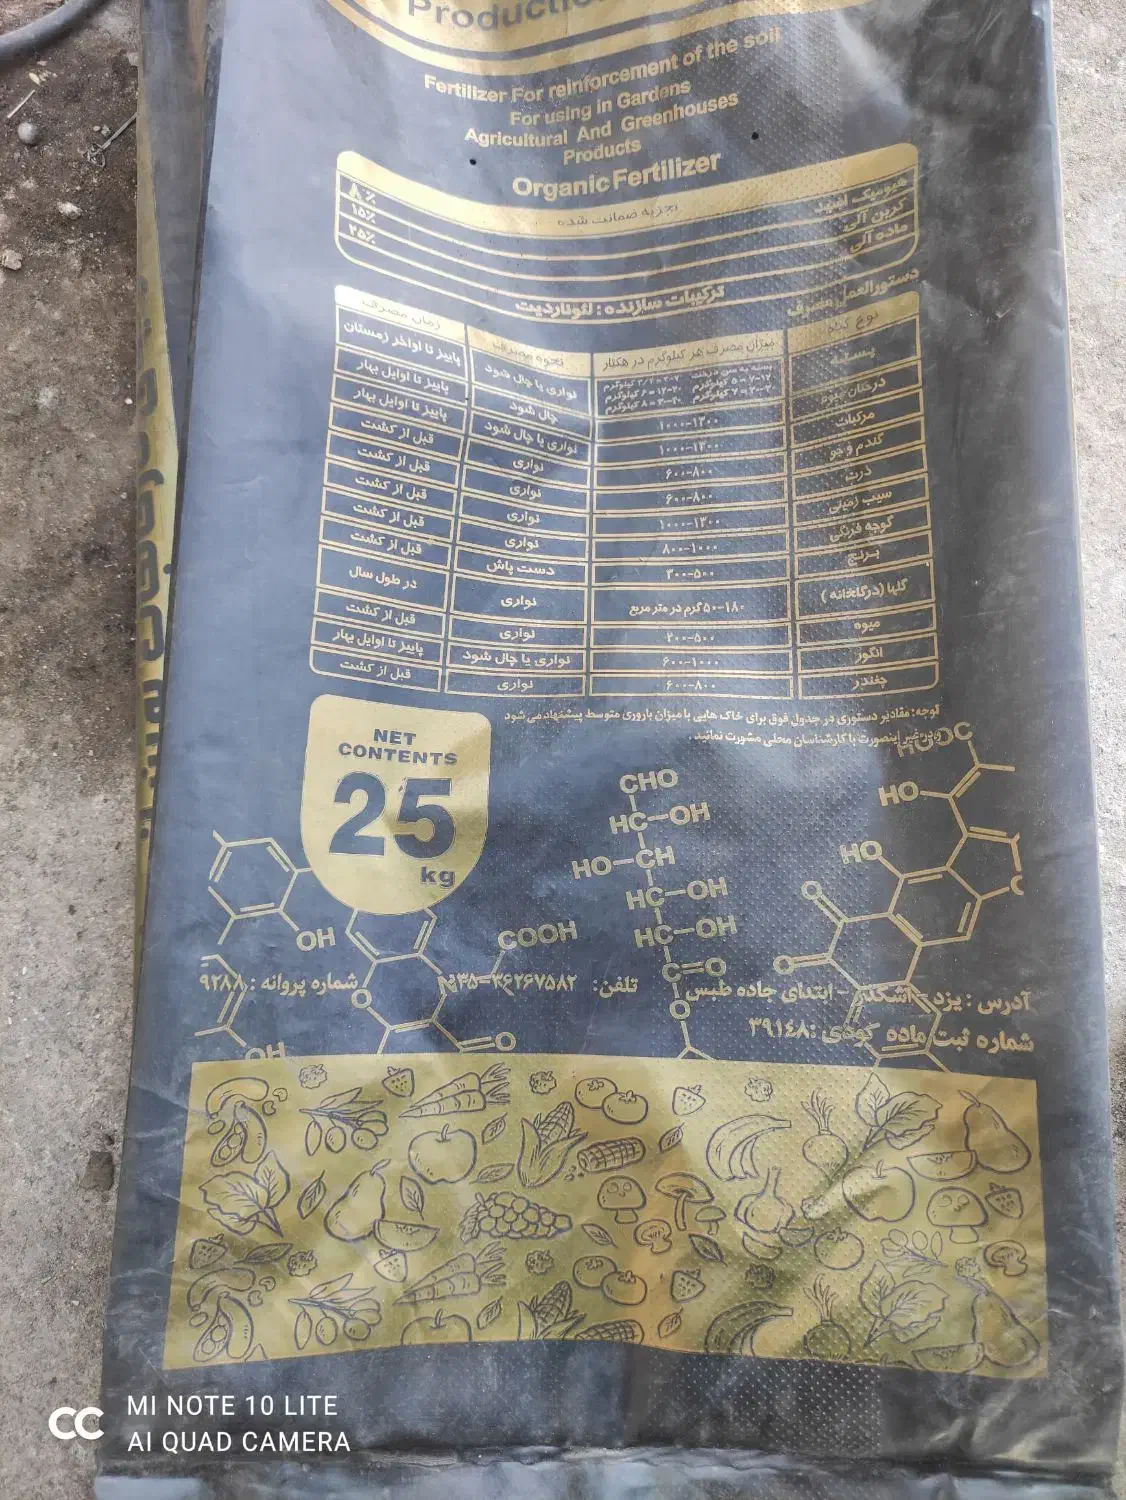 Production
Fertilizer For reinforcement of the soil
For using in Gardens
Agricultural And Greenhouses
Products
Organic Fertilizer
تجزیه ضمانت شده
هیومیک اسید ۸٪
کربن آلی ۱۵٪
ماده آلی ۲۵٪
ترکیبات سازنده : لئوناردیت
دستورالعمل مصرف
نوع گیاه میزان مصرف هر کیلوگرم در هکتار نحوه مصرف زمان مصرف
پسته نواری یا چال شود پاییز تا اواخر زمستان
درختان میوه ۱۰۰۰-۱۲۰۰ چال شود پاییز تا اوایل بهار
مرکبات ۱۰۰۰-۱۲۰۰ نواری یا چال شود پاییز تا اوایل بهار
گندم و جو ۶۰۰-۸۰۰ نواری قبل از کشت
ذرت ۶۰۰-۸۰۰ نواری قبل از کشت
سیب زمینی ۱۰۰۰-۱۲۰۰ نواری قبل از کشت
گوجه فرنگی ۸۰۰-۱۰۰۰ نواری قبل از کشت
برنج ۳۰۰-۵۰۰ دست پاش قبل از کشت
گلها (درگلخانه) ۵۰-۱۸۰ گرم در متر مربع نواری در طول سال
میوه ۲۰۰-۵۰۰ نواری قبل از کشت
انگور ۶۰۰-۱۰۰۰ نواری یا چال شود پاییز تا اوایل بهار
چغندر ۶۰۰-۸۰۰ نواری قبل از کشت
توجه: مقادیر دستوری در جدول فوق برای خاک هایی با میزان باروری متوسط پیشنهاد می شود
و در غیر اینصورت با کارشناسان محلی مشورت نمائید .
NET
CONTENTS
25
kg
HOOC
CHO
HO
HC-OH
HO
HO-CH
HC-OH
OH
COOH
HC-OH
C=O
O
O
O
O
O
OH
آدرس : یزد - اشکذر - ابتدای جاده طبس تلفن: ۰۳۵-۳۶۲۶۷۵۸۲ شماره پروانه : ۹۲۸۸
شماره ثبت ماده کودی : ۳۹۱۴۸
MI NOTE 10 LITE
AI QUAD CAMERA